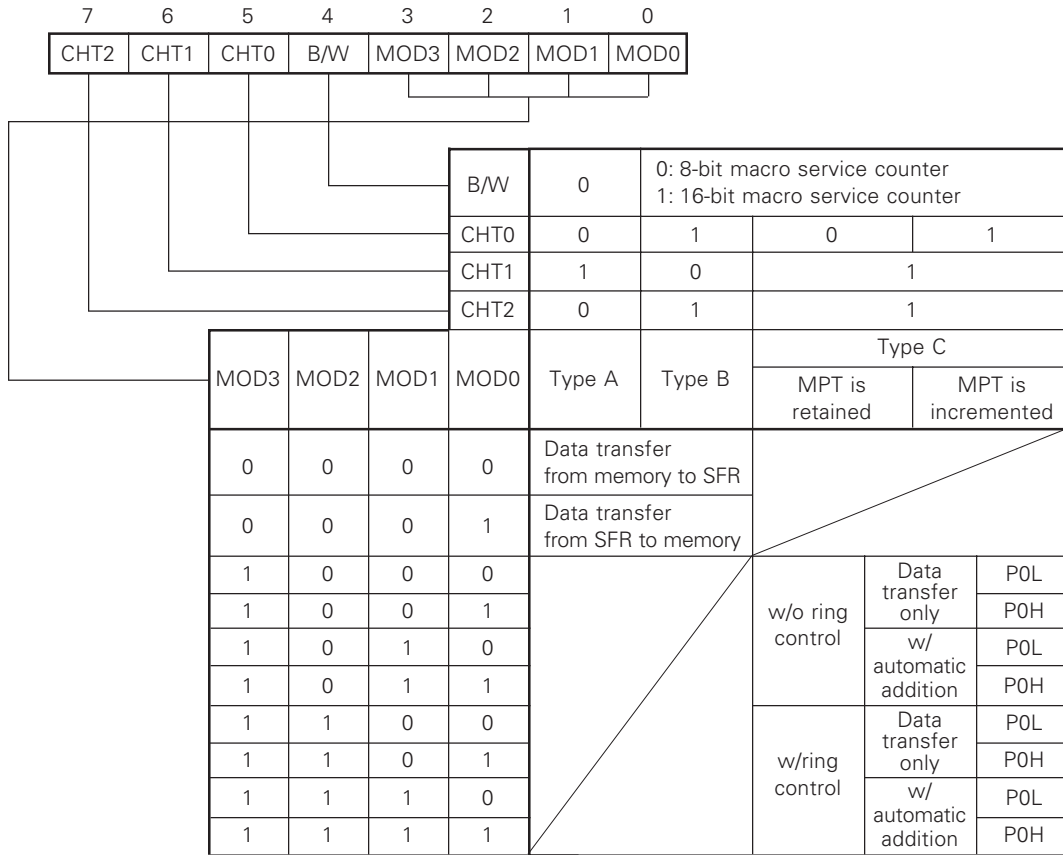 7 6 5 4 3 2 1 0
CHT2 CHT1 CHT0 B/W MOD3 MOD2 MOD1 MOD0
B/W 0 0: 8-bit macro service counter
1: 16-bit macro service counter
CHT0 0 1 0 1
CHT1 1 0 1
CHT2 0 1 1
MOD3 MOD2 MOD1 MOD0 Type A Type B Type C
MPT is
retained
MPT is
incremented
0 0 0 0 Data transfer
from memory to SFR
0 0 0 1 Data transfer
from SFR to memory
w/o ring
control
Data
transfer
only
1 0 0 0 P0L
1 0 0 1 P0H
w/
automatic
addition
1 0 1 0 P0L
1 0 1 1 P0H
w/ring
control
Data
transfer
only
1 1 0 0 P0L
1 1 0 1 P0H
w/
automatic
addition
1 1 1 0 P0L
1 1 1 1 P0H